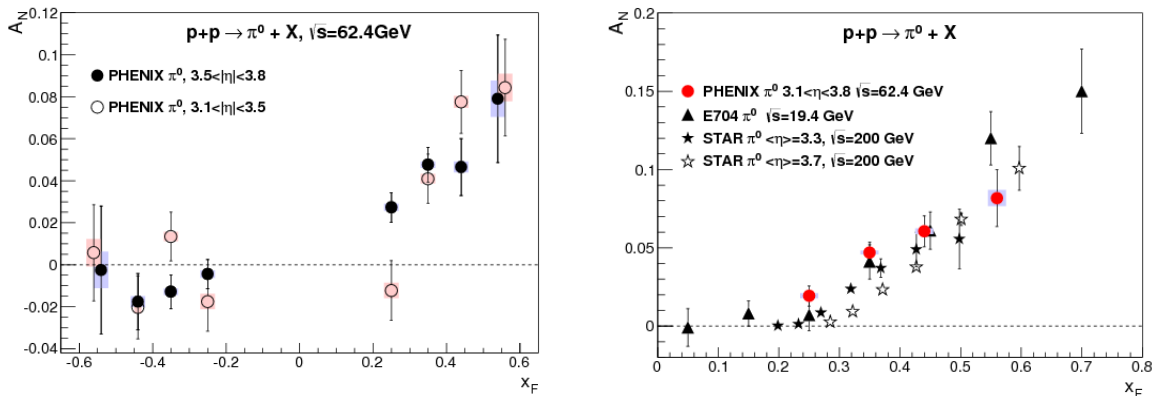 A_N
p+p → π⁰ + X, √s=62.4GeV
PHENIX π⁰, 3.5<|η|<3.8
PHENIX π⁰, 3.1<|η|<3.5
0.12
0.1
0.08
0.06
0.04
0.02
0
-0.02
-0.04
-0.6 -0.4 -0.2 0 0.2 0.4 0.6
x_F
A_N
p+p → π⁰ + X
PHENIX π⁰ 3.1<η<3.8 √s=62.4 GeV
E704 π⁰ √s=19.4 GeV
STAR π⁰ <η>=3.3, √s=200 GeV
STAR π⁰ <η>=3.7, √s=200 GeV
0.2
0.15
0.1
0.05
0
0 0.1 0.2 0.3 0.4 0.5 0.6 0.7 0.8
x_F